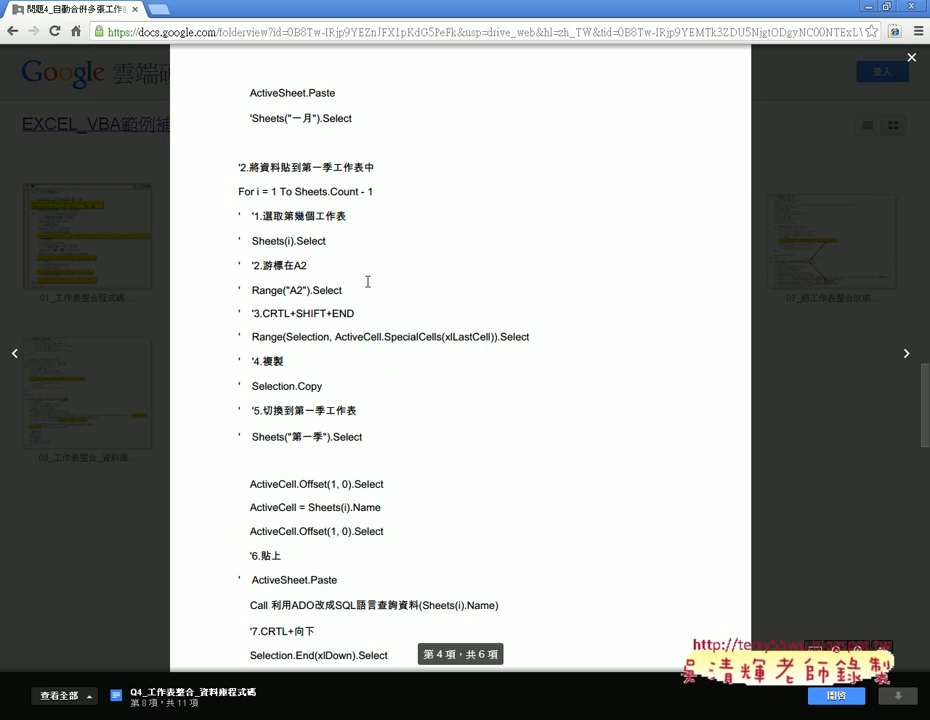 問題4_自動合併多張工作
https://docs.google.com/folderview?id=0B8Tw-IRjp9YEZnJFX1pKdG5PeFk&usp=drive_web&hl=zh_TW&tid=0B8Tw-IRjp9YEMTk3ZDU5NjgtODgyNC00NTExLW
Google 雲端硬
登入
EXCEL_VBA範例補
ActiveSheet.Paste
'Sheets("一月").Select
'2.將資料貼到第一季工作表中
For i = 1 To Sheets.Count - 1
' '1.選取第幾個工作表
' Sheets(i).Select
' '2.游標在A2
' Range("A2").Select
' '3.CRTL+SHIFT+END
' Range(Selection, ActiveCell.SpecialCells(xlLastCell)).Select
' '4.複製
' Selection.Copy
' '5.切換到第一季工作表
' Sheets("第一季").Select
ActiveCell.Offset(1, 0).Select
ActiveCell = Sheets(i).Name
ActiveCell.Offset(1, 0).Select
'6.貼上
' ActiveSheet.Paste
Call 利用ADO改成SQL語言查詢資料(Sheets(i).Name)
'7.CRTL+向下
Selection.End(xlDown).Select
01_工作表整合程式碼...
07_將工作表整合改成...
08_工作表整合_資料庫...
第 4 項，共 6 項
http://terry55wu.blogspot.tw
吳清輝老師錄製
查看全部
Q4_工作表整合_資料庫程式碼
第 8 項，共 11 項
開啟